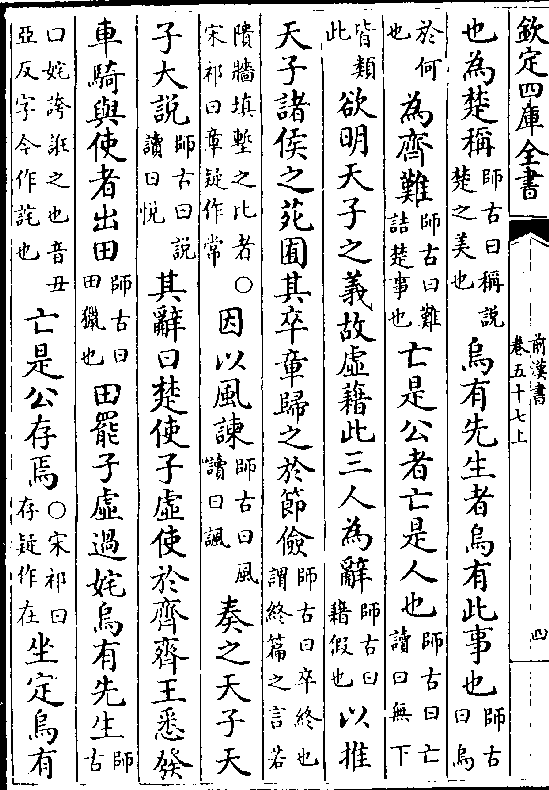 欽定四庫全書
前漢書
卷五十七上
四
也為楚稱師古曰稱說楚之美也烏有先生者烏有此事也師古曰烏
於何也為齊難師古曰難詰楚事也亡是公者亡是人也師古曰亡讀曰無下
皆類此欲明天子之義故虛藉此三人為辭師古曰藉假也以推
天子諸侯之苑囿其卒章歸之於節儉師古曰卒終也謂終篇之言若
隤牆填塹之比者○宋祁曰章疑作常因以風諫師古曰風讀曰諷奏之天子天
子大說師古曰說讀曰悅其辭曰楚使子虛使於齊齊王悉發
車騎與使者出田師古曰田獵也田罷子虛過姹烏有先生師古
曰姹誇誑之也音丑亞反字今作詫也亡是公存焉○宋祁曰存疑作在坐定烏有